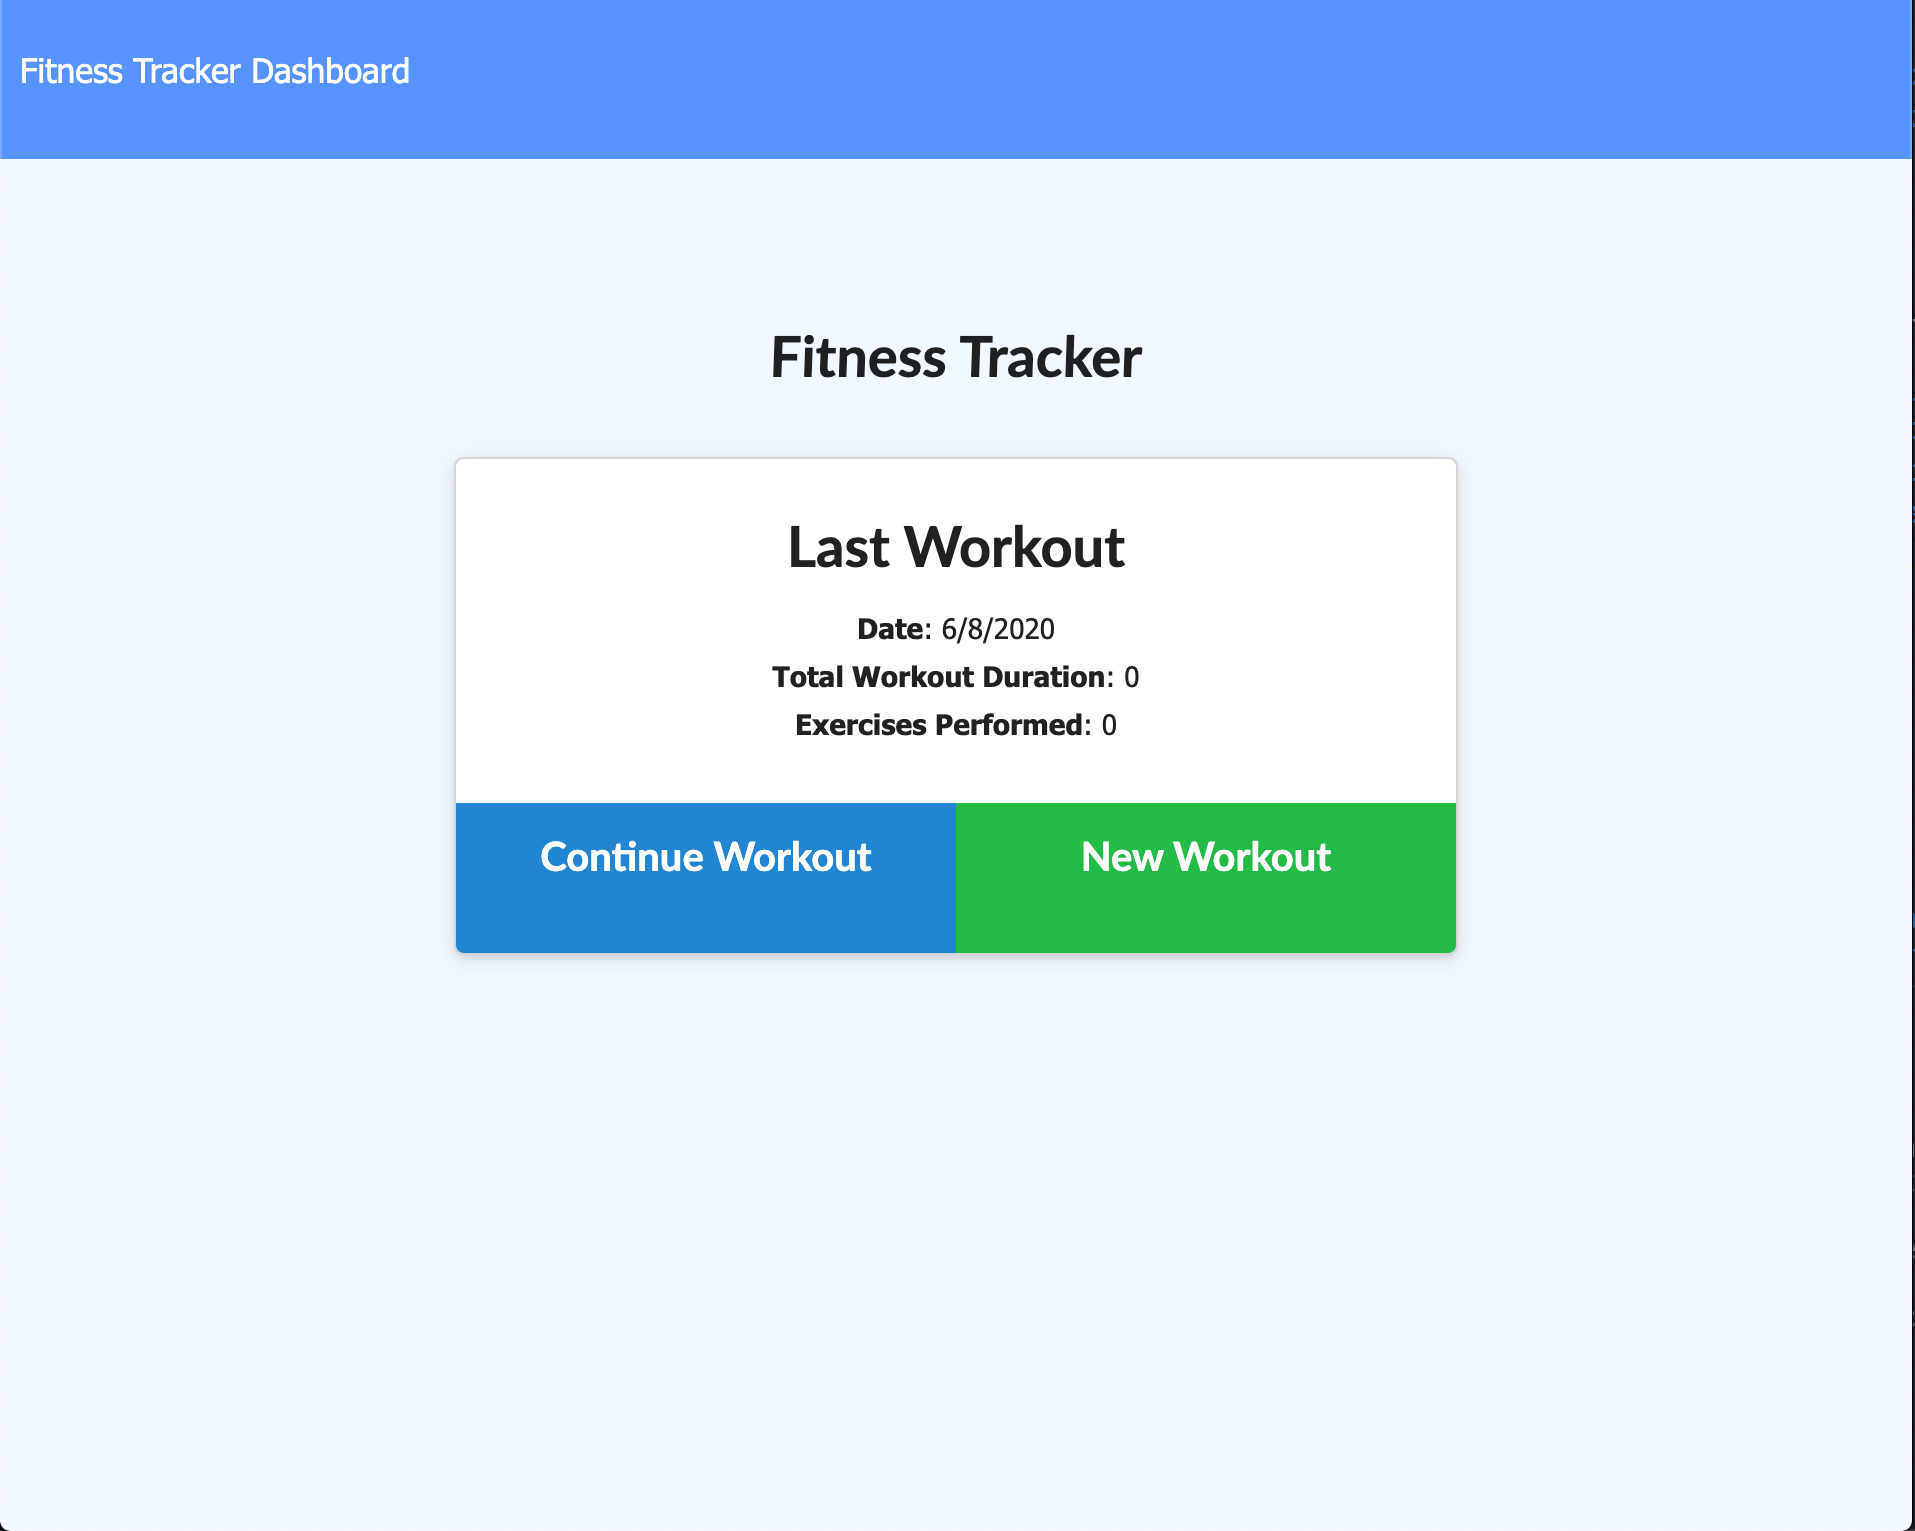 Fitness Tracker Dashboard
Fitness Tracker
Last Workout
Date: 6/8/2020
Total Workout Duration: 0
Exercises Performed: 0
Continue Workout New Workout